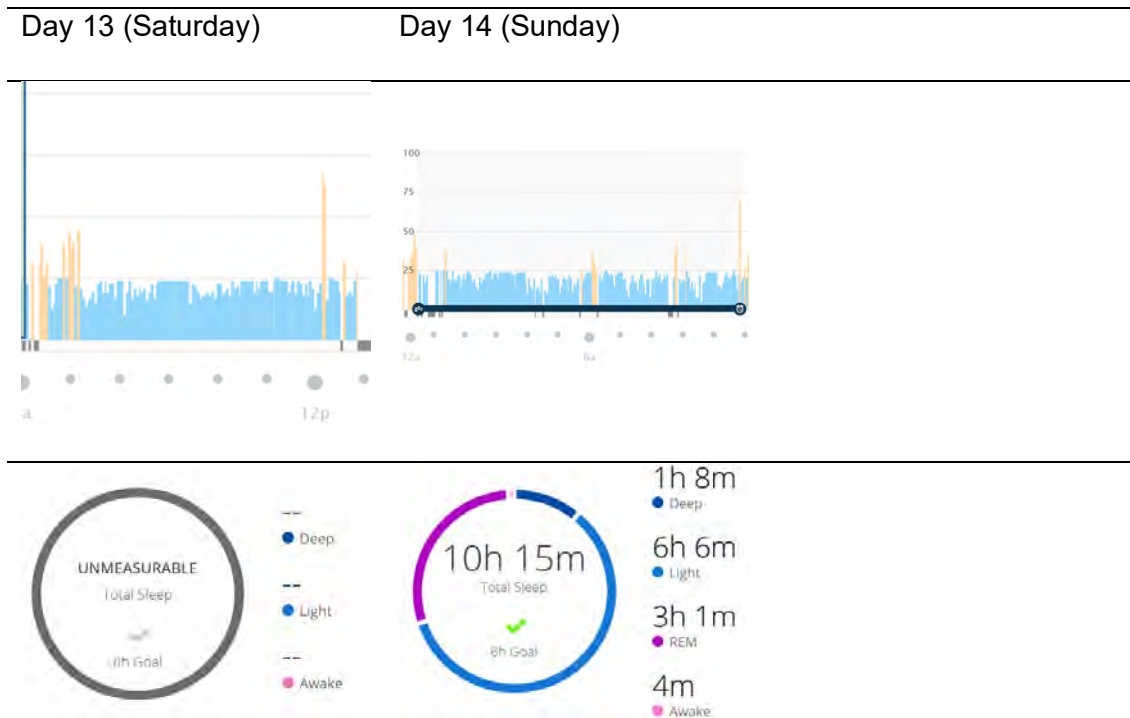 Day 13 (Saturday)
Day 14 (Sunday)
a
12p
100
75
50
25
12a
6a
UNMEASURABLE
Total Sleep
8h Goal
--
Deep
--
Light
--
Awake
10h 15m
Total Sleep
8h Goal
1h 8m
Deep
6h 6m
Light
3h 1m
REM
4m
Awake